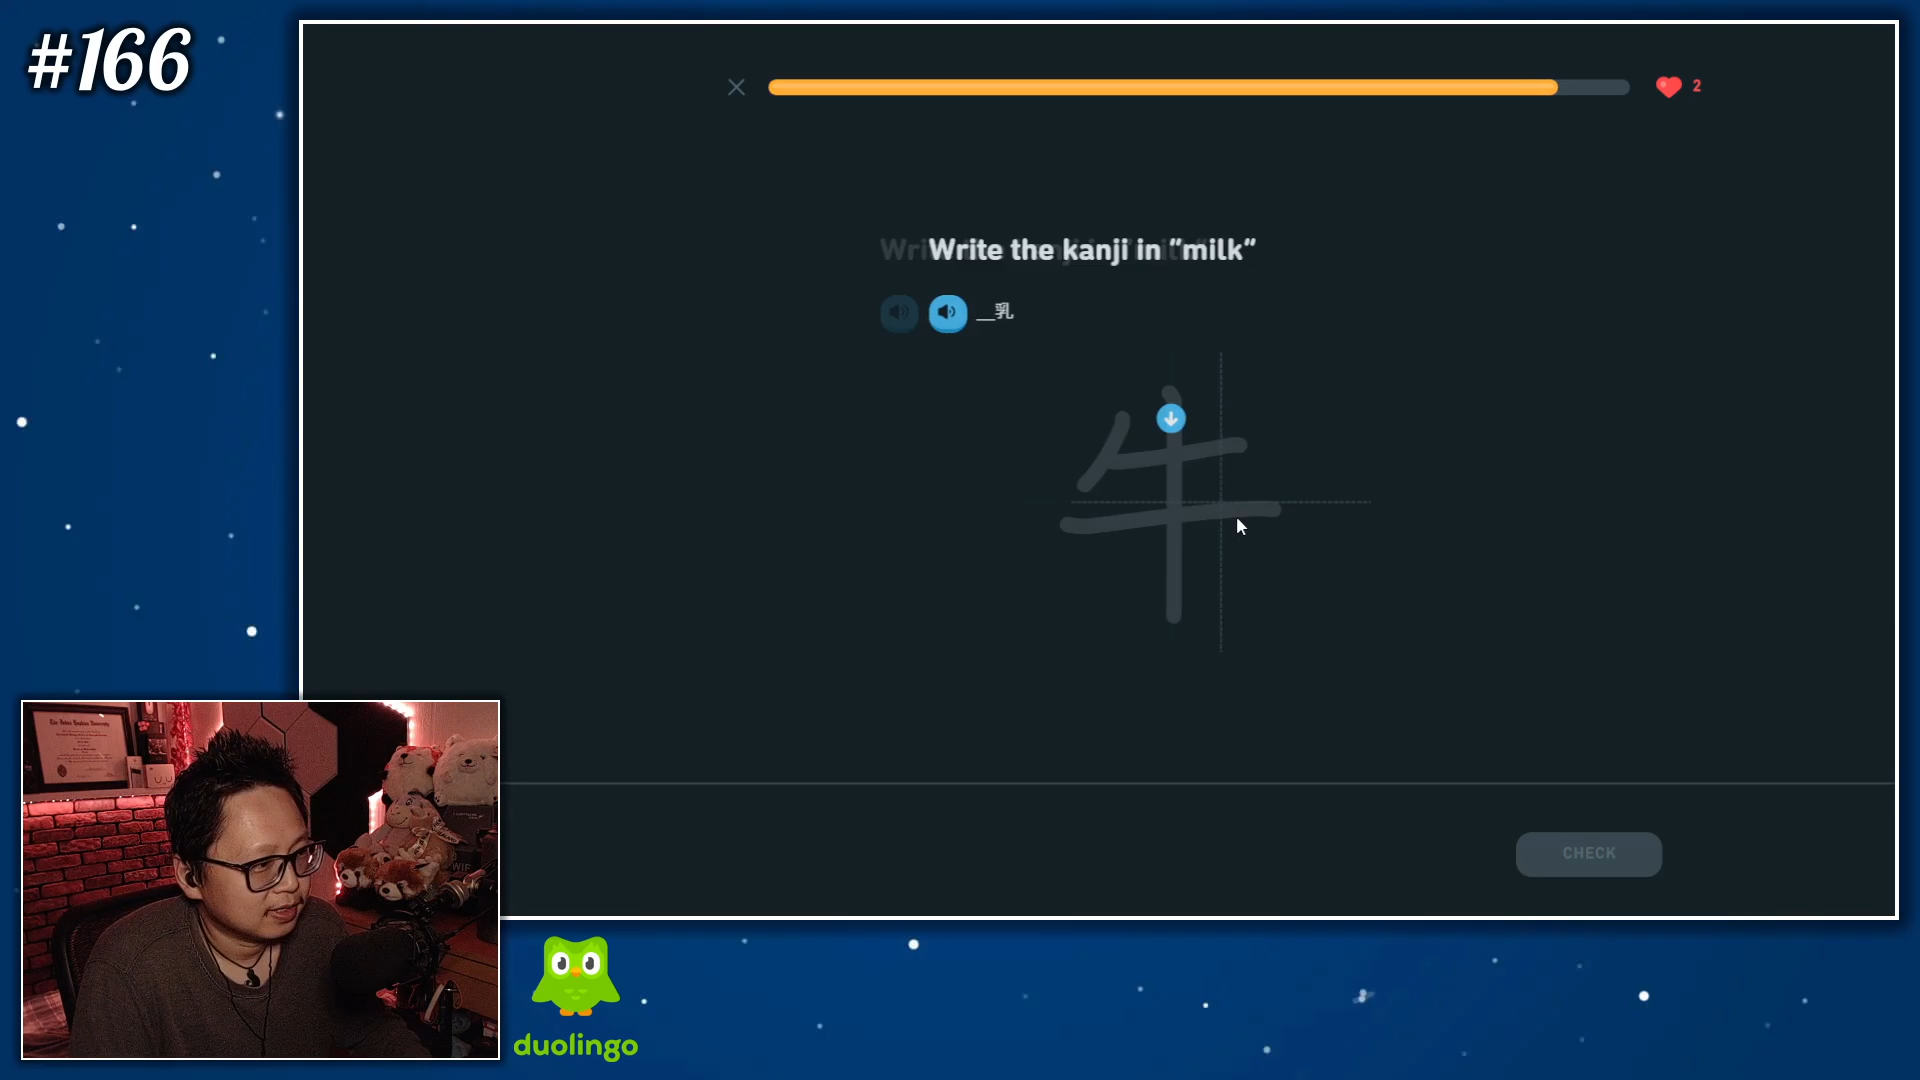 #166
2
Write the kanji in “milk”
__乳
牛
CHECK
duolingo